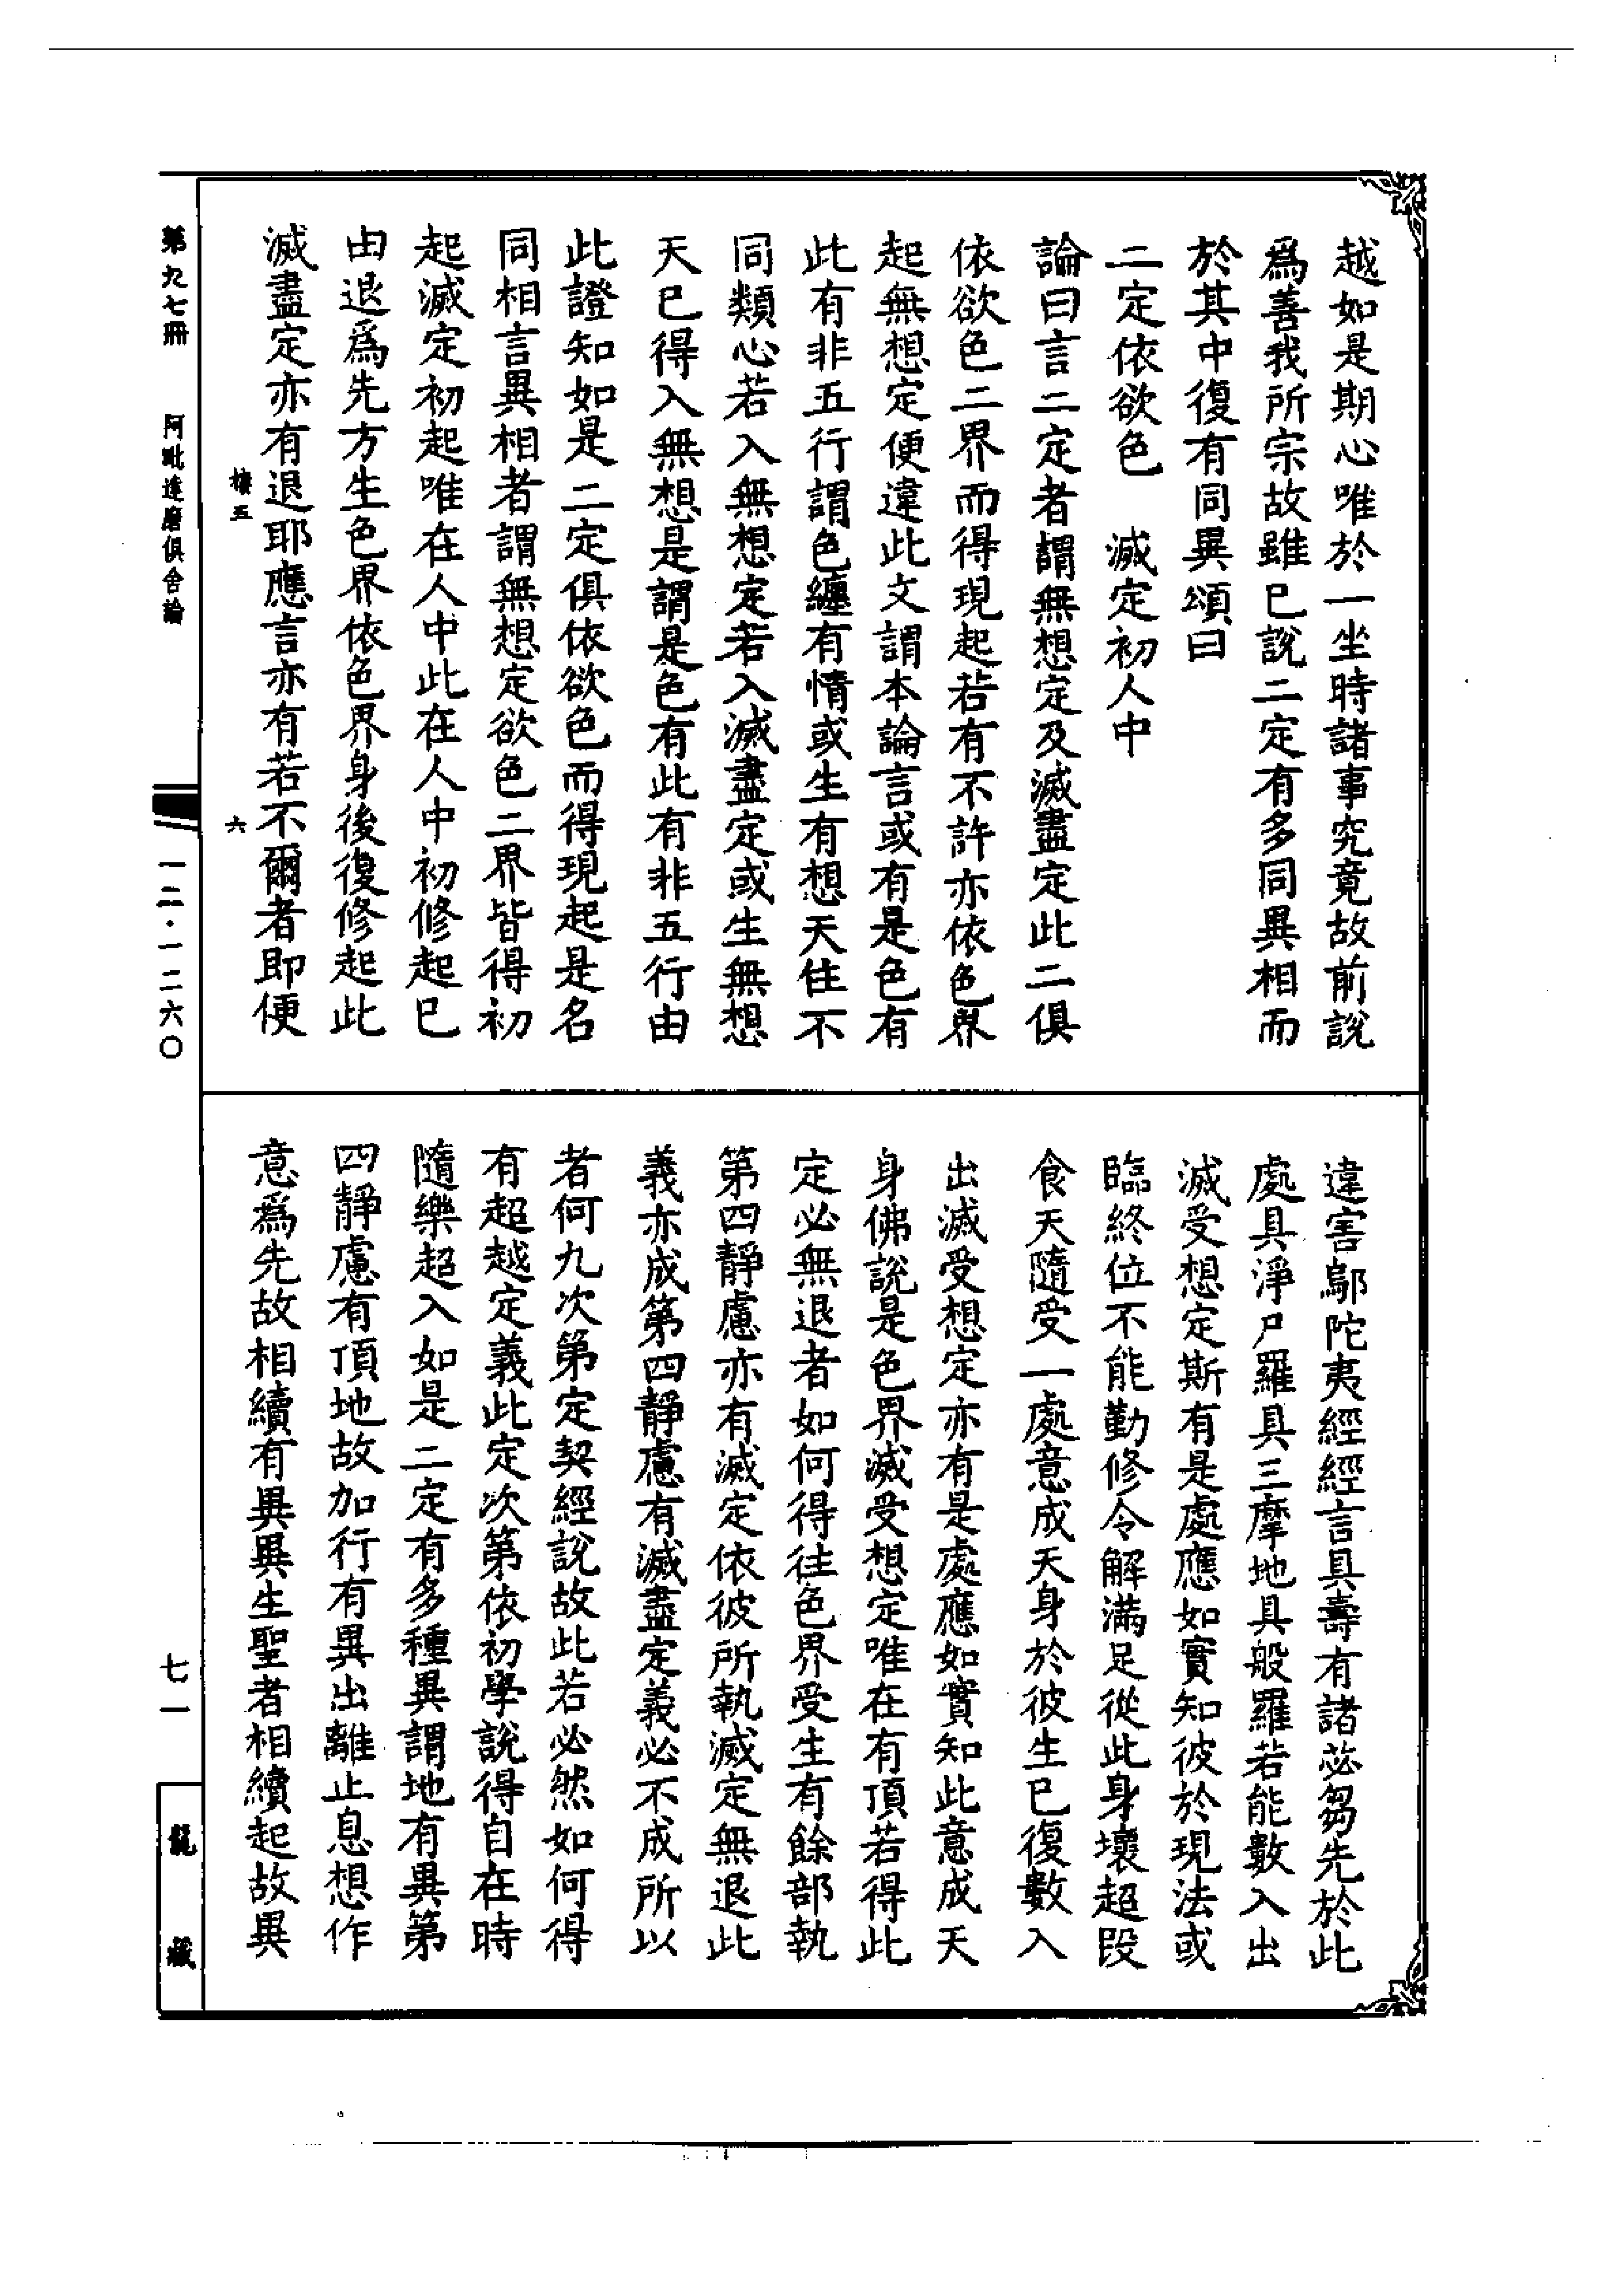 越如是期心唯於一坐時諸事究竟故前說
爲善我所宗故雖已說二定有多同異相而
於其中復有同異頌曰
二定依欲色　滅定初人中
論曰言二定者謂無想定及滅盡定此二俱
依欲色二界而得現起若有不許亦依色界
起無想定便違此文謂本論言或有是色有
此有非五行謂色纏有情或生有想天住不
同類心若入無想定若入滅盡定或生無想
天已得入無想是謂是色有此有非五行由
此證知如是二定俱依欲色而得現起是名
同相言異相者謂無想定欲色二界皆得初
起滅定初起唯在人中此在人中初修起已
由退爲先方生色界依色界身後復修起此
滅盡定亦有退耶應言亦有若不爾者即便
違害鄔陀夷經經言具壽有諸苾芻先於此
處具淨尸羅具三摩地具般羅若能數入出
滅受想定斯有是處應如實知彼於現法或
臨終位不能勤修令解滿足從此身壞超段
食天隨受一處意成天身於彼生已復數入
出滅受想定亦有是處應如實知此意成天
身佛說是色界滅受想定唯在有頂若得此
定必無退者如何得往色界受生有餘部執
第四靜慮亦有滅定依彼所執滅定無退此
義亦成第四靜慮有滅盡定義必不成所以
者何九次第定契經說故此若必然如何得
有超越定義此定次第依初學說得自在時
隨樂超入如是二定有多種異謂地有異第
四靜慮有頂地故加行有異出離止息想作
意爲先故相續有異異生聖者相續起故異
第九七冊　阿毗達磨俱舍論
六
一二·一二六〇
七一
龍藏